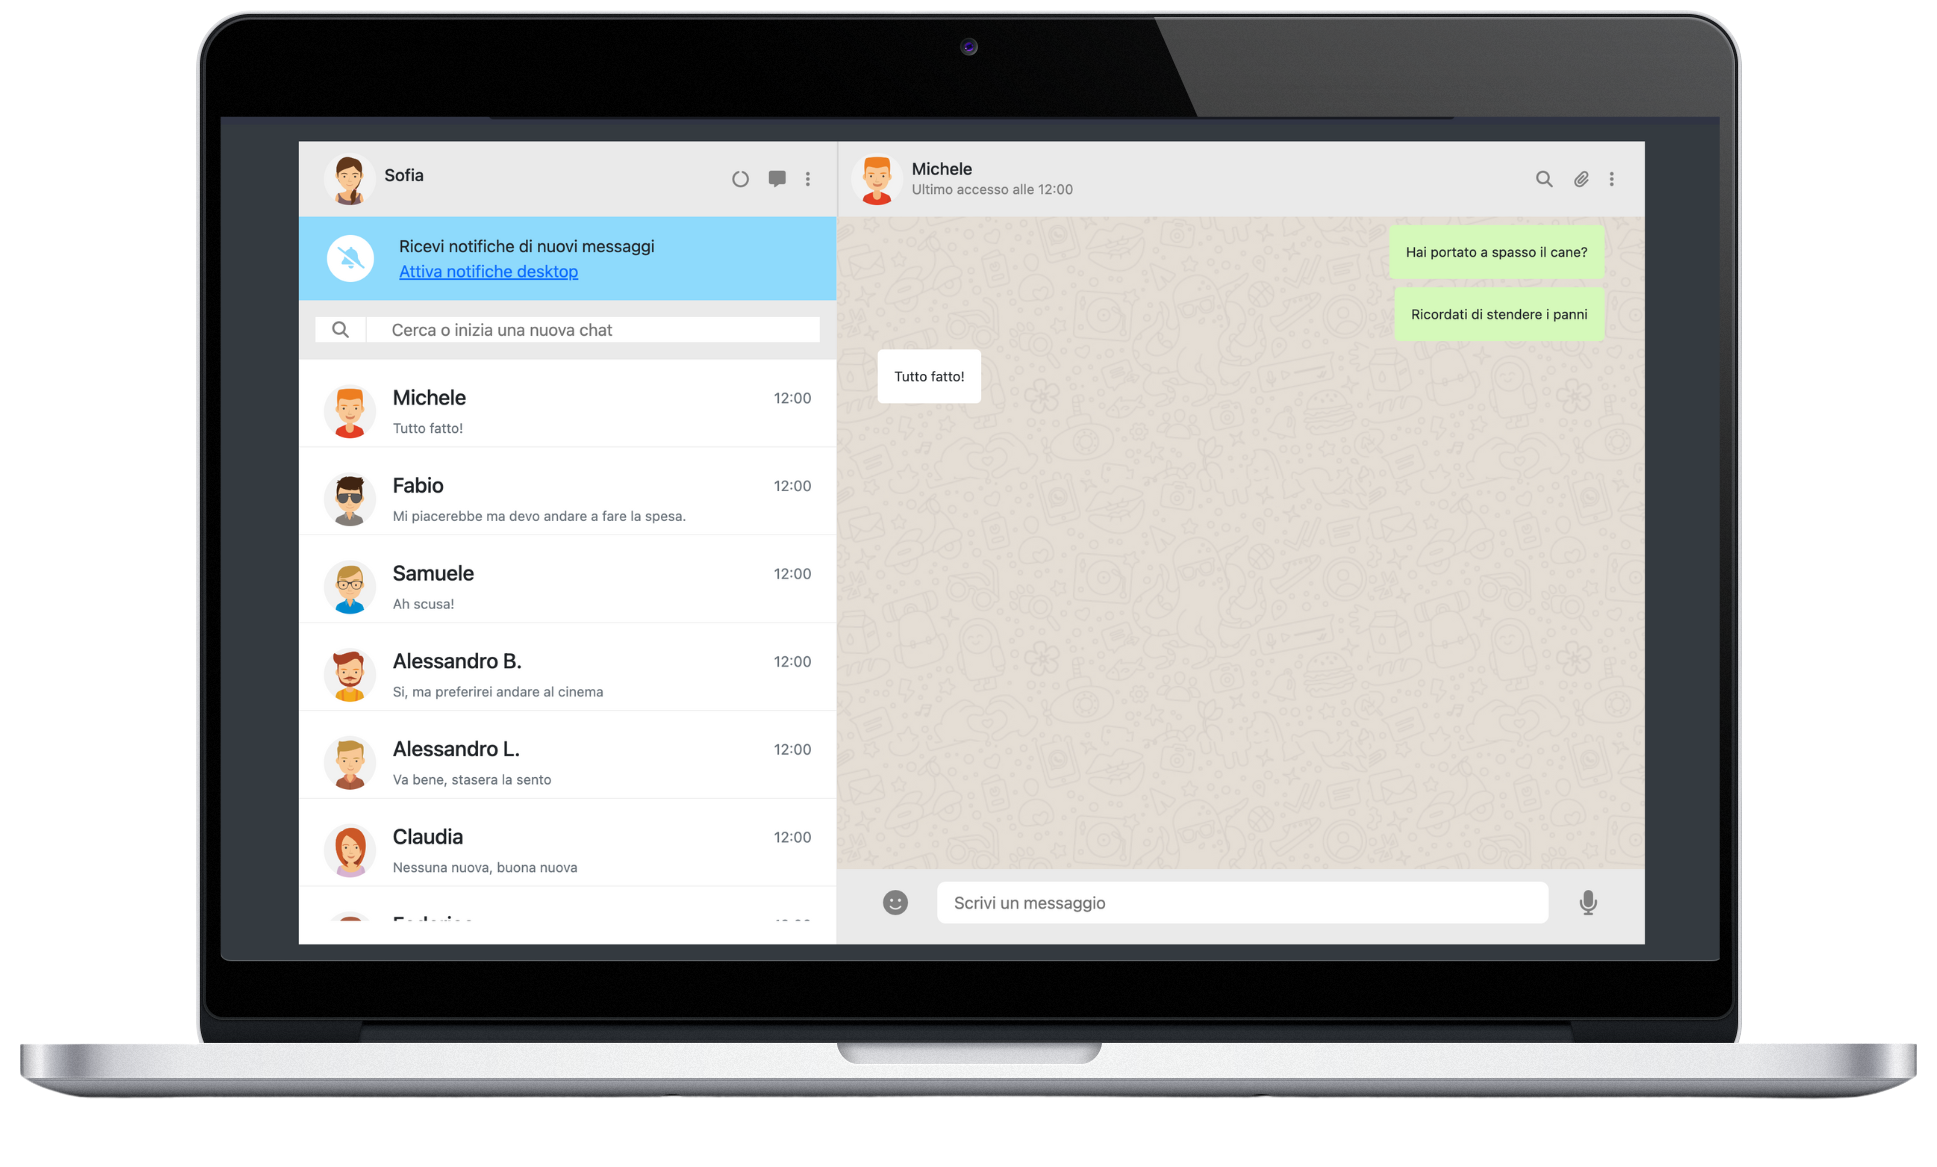 Sofia
Ricevi notifiche di nuovi messaggi
Attiva notifiche desktop
Cerca o inizia una nuova chat
Michele
12:00
Tutto fatto!
Fabio
12:00
Mi piacerebbe ma devo andare a fare la spesa.
Samuele
12:00
Ah scusa!
Alessandro B.
12:00
Si, ma preferirei andare al cinema
Alessandro L.
12:00
Va bene, stasera la sento
Claudia
12:00
Nessuna nuova, buona nuova
Michele
Ultimo accesso alle 12:00
Hai portato a spasso il cane?
Ricordati di stendere i panni
Tutto fatto!
Scrivi un messaggio